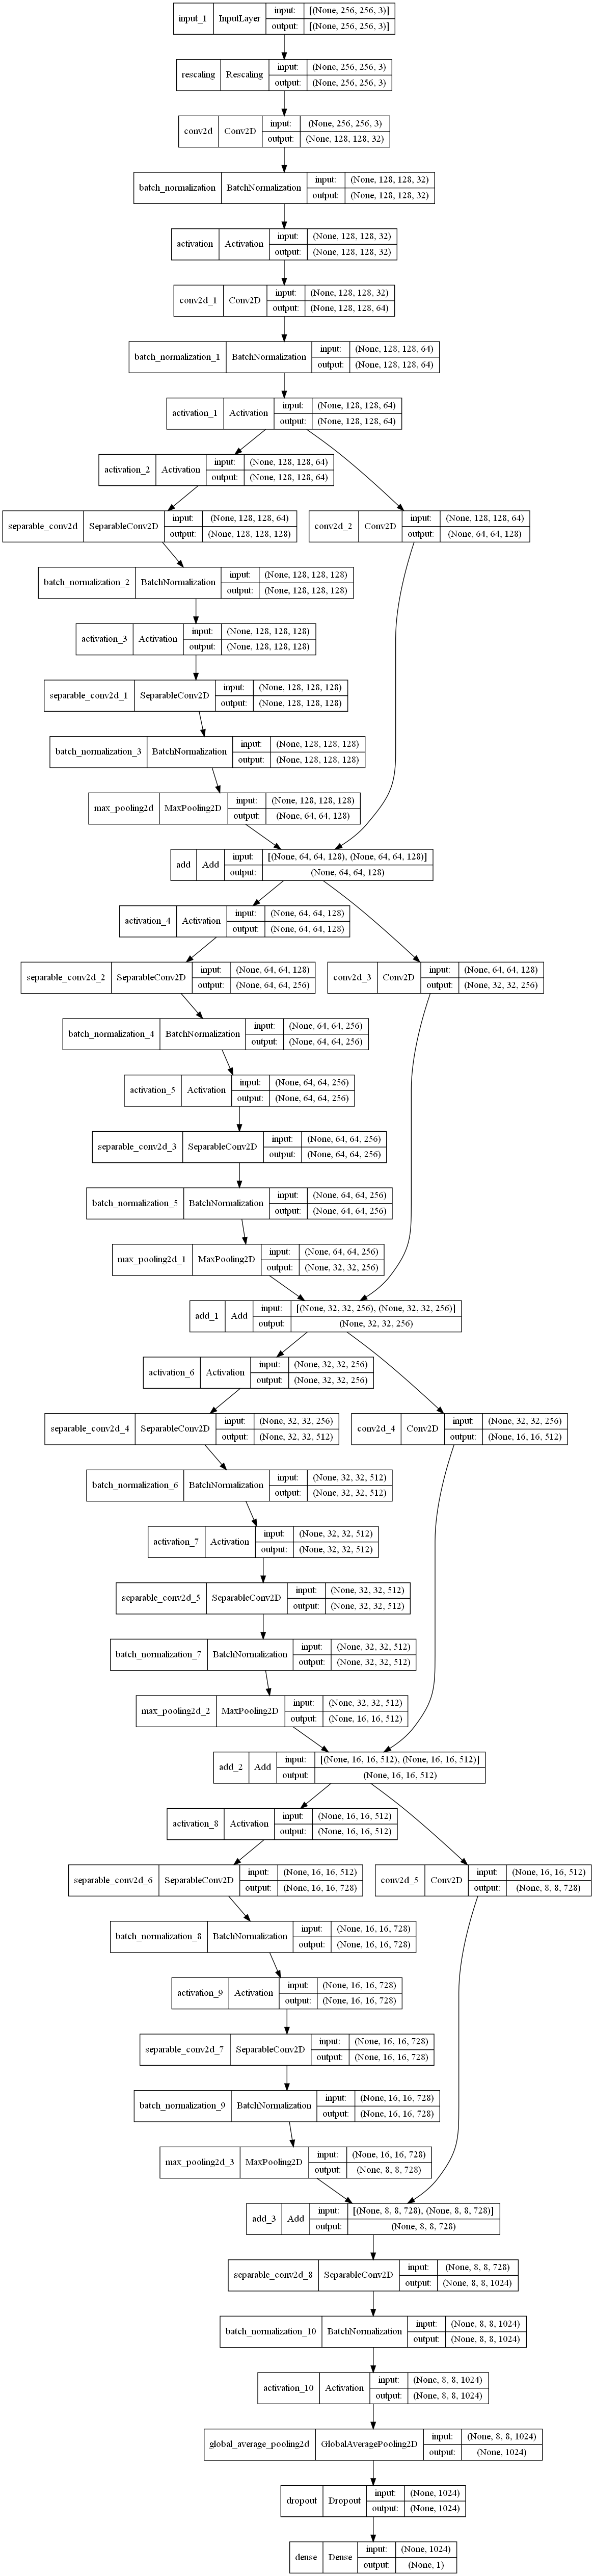 input_1 InputLayer input: [(None, 256, 256, 3)]
output: [(None, 256, 256, 3)]
rescaling Rescaling input: (None, 256, 256, 3)
output: (None, 256, 256, 3)
conv2d Conv2D input: (None, 256, 256, 3)
output: (None, 128, 128, 32)
batch_normalization BatchNormalization input: (None, 128, 128, 32)
output: (None, 128, 128, 32)
activation Activation input: (None, 128, 128, 32)
output: (None, 128, 128, 32)
conv2d_1 Conv2D input: (None, 128, 128, 32)
output: (None, 128, 128, 64)
batch_normalization_1 BatchNormalization input: (None, 128, 128, 64)
output: (None, 128, 128, 64)
activation_1 Activation input: (None, 128, 128, 64)
output: (None, 128, 128, 64)
activation_2 Activation input: (None, 128, 128, 64)
output: (None, 128, 128, 64)
separable_conv2d SeparableConv2D input: (None, 128, 128, 64)
output: (None, 128, 128, 128)
conv2d_2 Conv2D input: (None, 128, 128, 64)
output: (None, 64, 64, 128)
batch_normalization_2 BatchNormalization input: (None, 128, 128, 128)
output: (None, 128, 128, 128)
activation_3 Activation input: (None, 128, 128, 128)
output: (None, 128, 128, 128)
separable_conv2d_1 SeparableConv2D input: (None, 128, 128, 128)
output: (None, 128, 128, 128)
batch_normalization_3 BatchNormalization input: (None, 128, 128, 128)
output: (None, 128, 128, 128)
max_pooling2d MaxPooling2D input: (None, 128, 128, 128)
output: (None, 64, 64, 128)
add Add input: [(None, 64, 64, 128), (None, 64, 64, 128)]
output: (None, 64, 64, 128)
activation_4 Activation input: (None, 64, 64, 128)
output: (None, 64, 64, 128)
separable_conv2d_2 SeparableConv2D input: (None, 64, 64, 128)
output: (None, 64, 64, 256)
conv2d_3 Conv2D input: (None, 64, 64, 128)
output: (None, 32, 32, 256)
batch_normalization_4 BatchNormalization input: (None, 64, 64, 256)
output: (None, 64, 64, 256)
activation_5 Activation input: (None, 64, 64, 256)
output: (None, 64, 64, 256)
separable_conv2d_3 SeparableConv2D input: (None, 64, 64, 256)
output: (None, 64, 64, 256)
batch_normalization_5 BatchNormalization input: (None, 64, 64, 256)
output: (None, 64, 64, 256)
max_pooling2d_1 MaxPooling2D input: (None, 64, 64, 256)
output: (None, 32, 32, 256)
add_1 Add input: [(None, 32, 32, 256), (None, 32, 32, 256)]
output: (None, 32, 32, 256)
activation_6 Activation input: (None, 32, 32, 256)
output: (None, 32, 32, 256)
separable_conv2d_4 SeparableConv2D input: (None, 32, 32, 256)
output: (None, 32, 32, 512)
conv2d_4 Conv2D input: (None, 32, 32, 256)
output: (None, 16, 16, 512)
batch_normalization_6 BatchNormalization input: (None, 32, 32, 512)
output: (None, 32, 32, 512)
activation_7 Activation input: (None, 32, 32, 512)
output: (None, 32, 32, 512)
separable_conv2d_5 SeparableConv2D input: (None, 32, 32, 512)
output: (None, 32, 32, 512)
batch_normalization_7 BatchNormalization input: (None, 32, 32, 512)
output: (None, 32, 32, 512)
max_pooling2d_2 MaxPooling2D input: (None, 32, 32, 512)
output: (None, 16, 16, 512)
add_2 Add input: [(None, 16, 16, 512), (None, 16, 16, 512)]
output: (None, 16, 16, 512)
activation_8 Activation input: (None, 16, 16, 512)
output: (None, 16, 16, 512)
separable_conv2d_6 SeparableConv2D input: (None, 16, 16, 512)
output: (None, 16, 16, 728)
conv2d_5 Conv2D input: (None, 16, 16, 512)
output: (None, 8, 8, 728)
batch_normalization_8 BatchNormalization input: (None, 16, 16, 728)
output: (None, 16, 16, 728)
activation_9 Activation input: (None, 16, 16, 728)
output: (None, 16, 16, 728)
separable_conv2d_7 SeparableConv2D input: (None, 16, 16, 728)
output: (None, 16, 16, 728)
batch_normalization_9 BatchNormalization input: (None, 16, 16, 728)
output: (None, 16, 16, 728)
max_pooling2d_3 MaxPooling2D input: (None, 16, 16, 728)
output: (None, 8, 8, 728)
add_3 Add input: [(None, 8, 8, 728), (None, 8, 8, 728)]
output: (None, 8, 8, 728)
separable_conv2d_8 SeparableConv2D input: (None, 8, 8, 728)
output: (None, 8, 8, 1024)
batch_normalization_10 BatchNormalization input: (None, 8, 8, 1024)
output: (None, 8, 8, 1024)
activation_10 Activation input: (None, 8, 8, 1024)
output: (None, 8, 8, 1024)
global_average_pooling2d GlobalAveragePooling2D input: (None, 8, 8, 1024)
output: (None, 1024)
dropout Dropout input: (None, 1024)
output: (None, 1024)
dense Dense input: (None, 1024)
output: (None, 1)